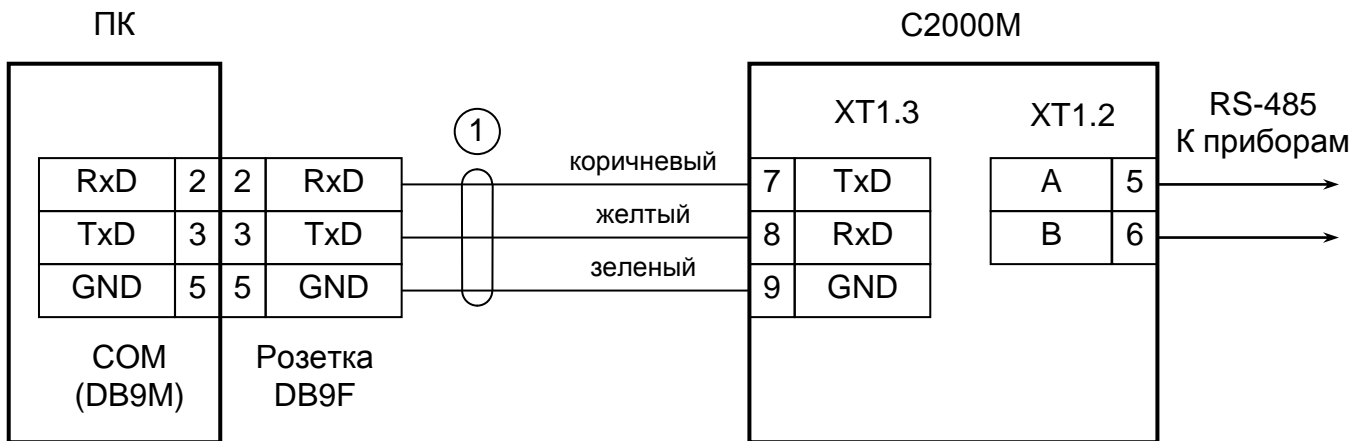 ПК
С2000М
XT1.3
XT1.2
RS-485
К приборам
1
коричневый
RxD 2 2 RxD
7 TxD
A 5
желтый
TxD 3 3 TxD
8 RxD
B 6
зеленый
GND 5 5 GND
9 GND
COM
(DB9M)
Розетка
DB9F